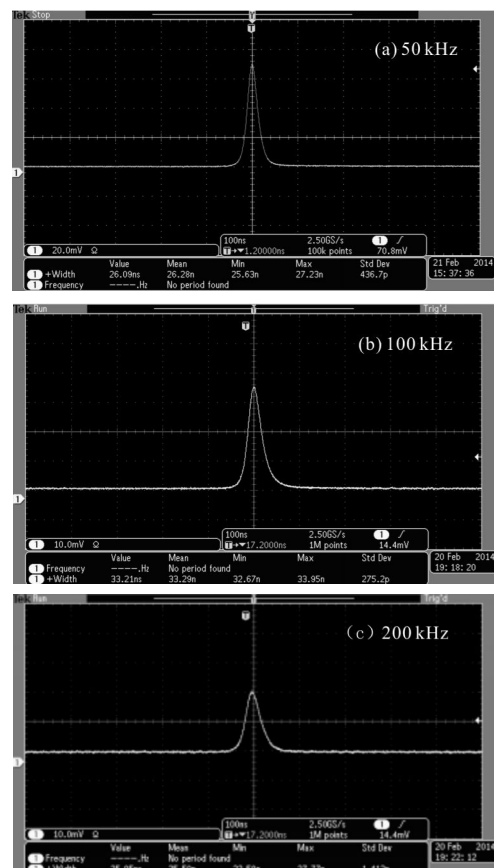 Tek Stop
T
T
(a) 50 kHz
1
100ns 2.50GS/s 1
1 20.0mV Ω T→▼1.20000ns 100k points 70.8mV
Value Mean Min Max Std Dev 21 Feb 2014
1 +Width 26.09ns 26.28n 25.63n 27.23n 436.7p 15:37:36
1 Frequency ----.Hz No period found
Tek Run Trig'd
T
(b) 100 kHz
1
100ns 2.50GS/s 1
1 10.0mV Ω T→▼17.2000ns 1M points 14.4mV
Value Mean Min Max Std Dev 20 Feb 2014
1 Frequency ----.Hz No period found 19:18:20
1 +Width 33.21ns 33.29n 32.67n 33.95n 275.2p
Tek Run Trig'd
T
(c) 200 kHz
1
100ns 2.50GS/s 1
1 10.0mV Ω T→▼17.2000ns 1M points 14.4mV
Value Mean Min Max Std Dev 20 Feb 2014
1 Frequency ----.Hz No period found 19:22:12